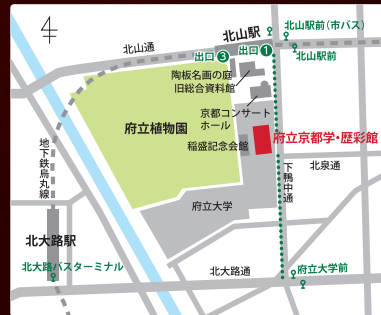 北山駅
北山駅前(市バス)
北山通
出口3
出口1
北山駅前
陶板名画の庭
旧総合資料館
京都コンサート
ホール
府立植物園
府立京都学・歴彩館
稲盛記念会館
地下鉄烏丸線
下鴨中通
北泉通
府立大学
北大路駅
北大路バスターミナル
北大路通
府立大学前